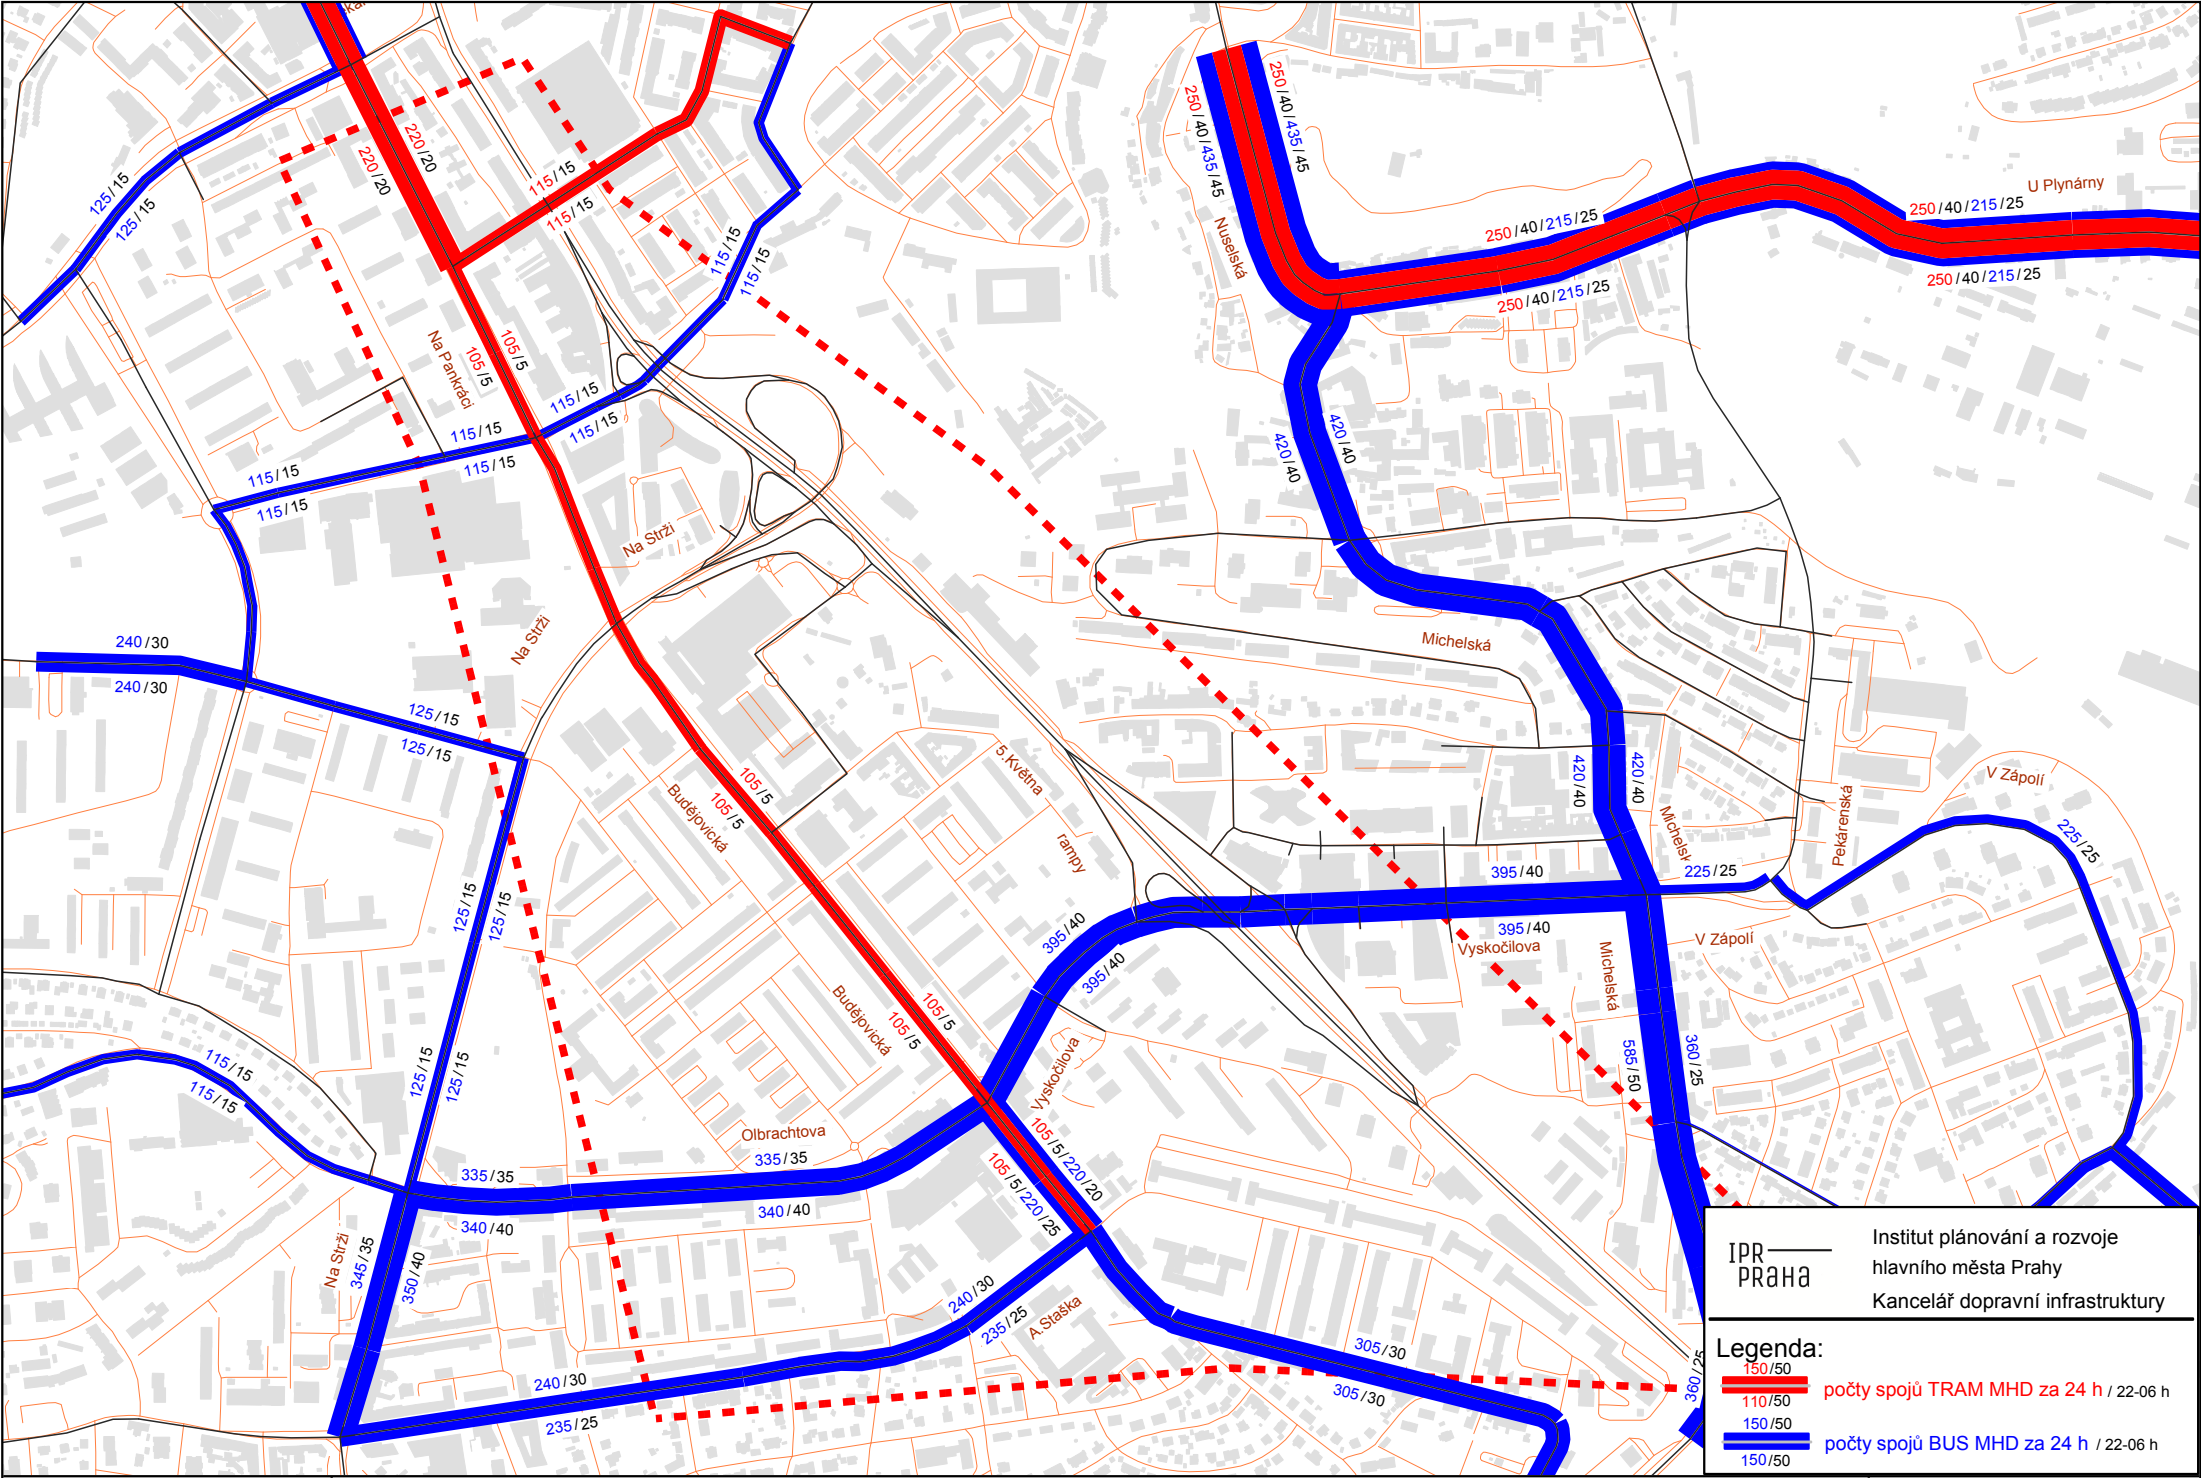 250/40/435/45
250/40/435/45
220/20
220/20
U Plynárny
125/15
125/15
115/15
115/15
250/40/215/25
250/40/215/25
Nuselská
250/40/215/25
250/40/215/25
115/15
115/15
Na Pankráci
105/5
105/5
115/15
115/15
115/15
115/15
420/40
420/40
115/15
115/15
Na Strži
Na Strži
Michelská
240/30
240/30
125/15
125/15
5.Května
rampy
105/5
105/5
Budějovická
420/40
420/40
V Zápolí
Pekárenská
225/25
395/40
225/25
395/40
Vyskočilova
V Zápolí
Michelská
125/15
125/15
395/40
395/40
Budějovická
105/5
105/5
585/50
360/25
Vyskočilova
115/15
115/15
125/15
125/15
Olbrachtova
335/35
335/35
340/40
340/40
105/5/220/20
105/5/220/25
Na Strži
345/35
350/40
240/30
235/25
A.Staška
305/30
305/30
240/30
235/25
360/25
IPR
PRAHA
Institut plánování a rozvoje
hlavního města Prahy
Kancelář dopravní infrastruktury
Legenda:
150/50
počty spojů TRAM MHD za 24 h / 22-06 h
110/50
150/50
počty spojů BUS MHD za 24 h / 22-06 h
150/50